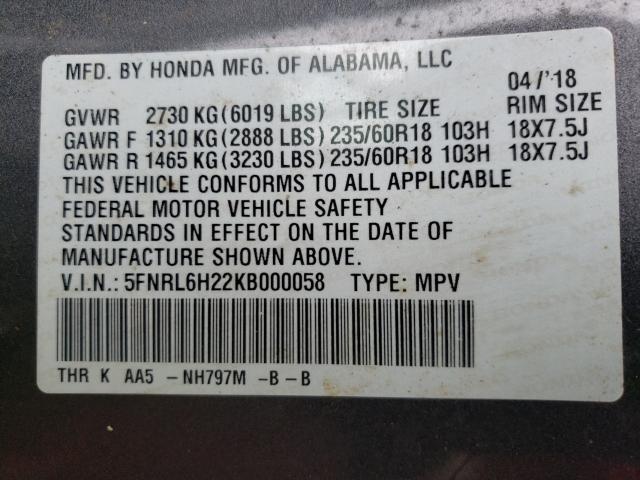 MFD. BY HONDA MFG. OF ALABAMA, LLC
04/'18
GVWR 2730 KG(6019 LBS) TIRE SIZE RIM SIZE
GAWR F 1310 KG(2888 LBS) 235/60R18 103H 18X7.5J
GAWR R 1465 KG(3230 LBS) 235/60R18 103H 18X7.5J
THIS VEHICLE CONFORMS TO ALL APPLICABLE
FEDERAL MOTOR VEHICLE SAFETY
STANDARDS IN EFFECT ON THE DATE OF
MANUFACTURE SHOWN ABOVE.
V.I.N.: 5FNRL6H22KB000058 TYPE: MPV
THR K AA5 -NH797M -B-B